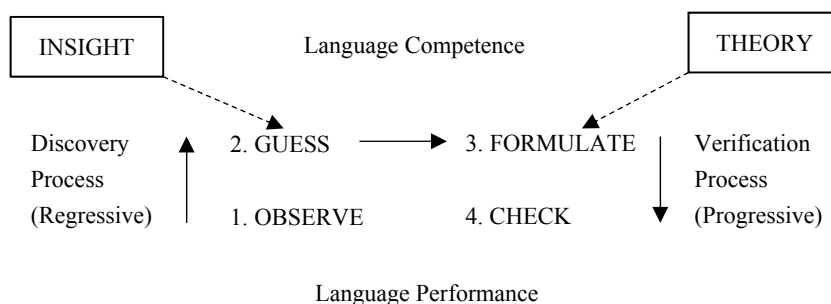 INSIGHT
Language Competence
THEORY
Discovery
Process
(Regressive)
2. GUESS
1. OBSERVE
3. FORMULATE
4. CHECK
Verification
Process
(Progressive)
Language Performance